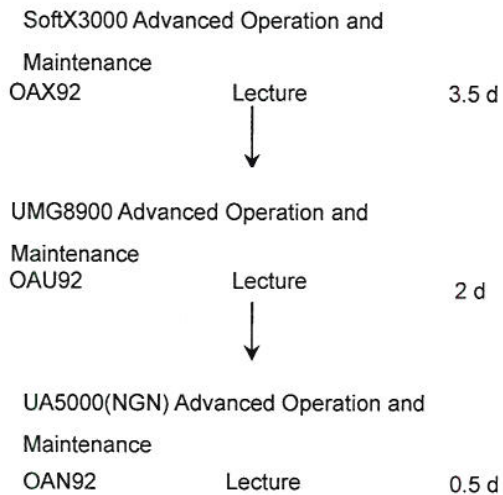 SoftX3000 Advanced Operation and
Maintenance
OAX92 Lecture 3.5 d
UMG8900 Advanced Operation and
Maintenance
OAU92 Lecture 2 d
UA5000(NGN) Advanced Operation and
Maintenance
OAN92 Lecture 0.5 d